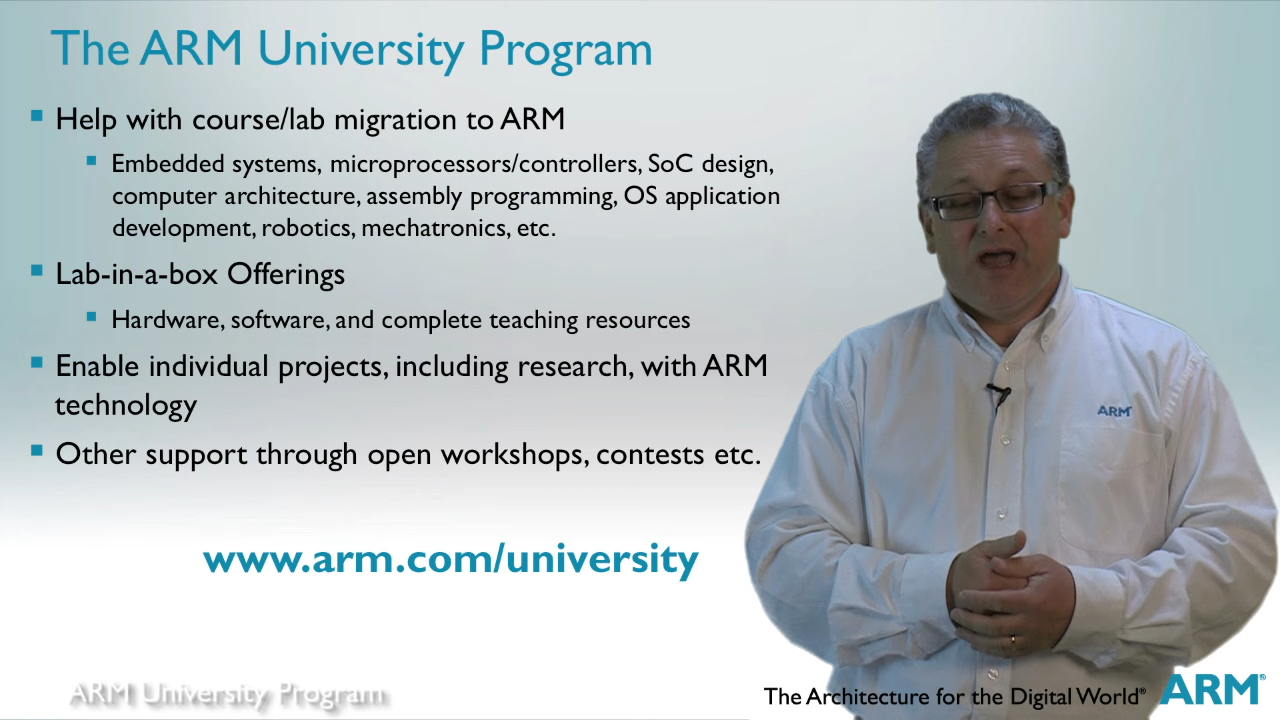 The ARM University Program
Help with course/lab migration to ARM
Embedded systems, microprocessors/controllers, SoC design,
computer architecture, assembly programming, OS application
development, robotics, mechatronics, etc.
Lab-in-a-box Offerings
Hardware, software, and complete teaching resources
Enable individual projects, including research, with ARM
technology
Other support through open workshops, contests etc.
www.arm.com/university
ARM
ARM University Program
The Architecture for the Digital World® ARM®